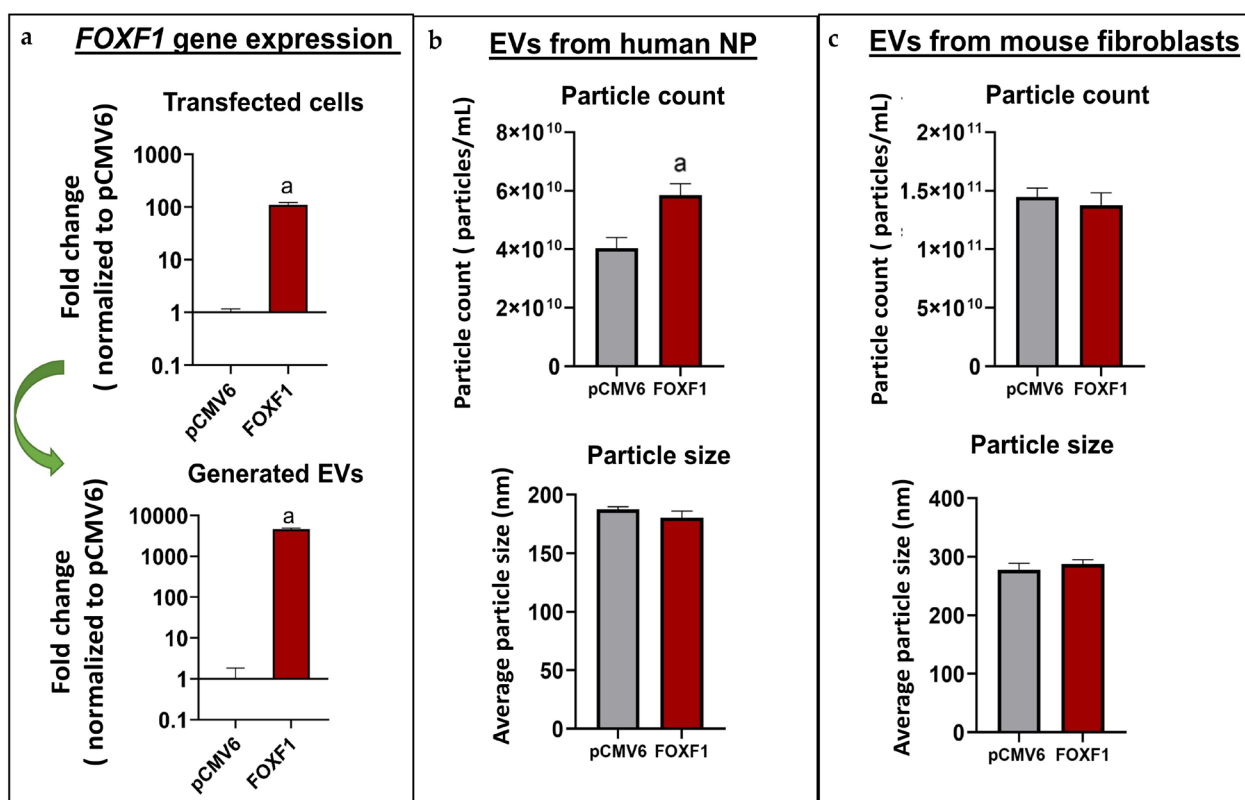 a
FOXF1 gene expression
Transfected cells
Fold change
( normalized to pCMV6)
1000
100
10
1
0.1
a
pCMV6
FOXF1
Generated EVs
Fold change
( normalized to pCMV6)
10000
1000
100
10
1
0.1
a
pCMV6
FOXF1
b
EVs from human NP
Particle count
Particle count ( particles/mL)
8×10¹⁰
6×10¹⁰
4×10¹⁰
2×10¹⁰
0
a
pCMV6 FOXF1
Particle size
Average particle size (nm)
200
150
100
50
0
pCMV6 FOXF1
c
EVs from mouse fibroblasts
Particle count
Particle count ( particles/mL)
2×10¹¹
1.5×10¹¹
1×10¹¹
5×10¹⁰
0
pCMV6 FOXF1
Particle size
Average particle size (nm)
400
300
200
100
0
pCMV6 FOXF1